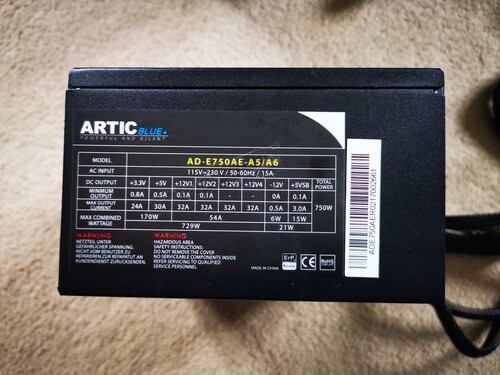 ARTIC BLUE+
POWERFUL AND SILENT
MODEL AD-E750AE-A5/A6
AC INPUT 115V~230 V / 50-60Hz / 15A
DC OUTPUT +3.3V +5V +12V1 +12V2 +12V3 +12V4 -12V +5VSB TOTAL POWER
MINIMUM OUTPUT 0.8A 0.5A 0.1A 0.1A 0A 0.1A 750W
MAX OUTPUT CURRENT 24A 30A 32A 32A 32A 32A 0.5A 3.0A
MAX COMBINED WATTAGE 170W 54A 6W 15W
729W 21W
WARNUNG
NETZTEIL UNTER
GEFÄHRLICHER SPANNUNG.
NICHT VOM BENUTZER ZU
REPARIEREN.ZUR REPARATUR AN
KUNDENDIENST ZURÜCKSENDEN.
WARNING
HAZARDOUS AREA
SAFETY INSTRUCTIONS:
DO NOT REMOVE THIS COVER.
NO SERVICEABLE COMPONENTS INSIDE
REFER SERVICING TO QUALIFIED
SERVICE PERSONNEL
MADE IN CHINA
ErP
CE
RoHS
ADE750AER0217002661